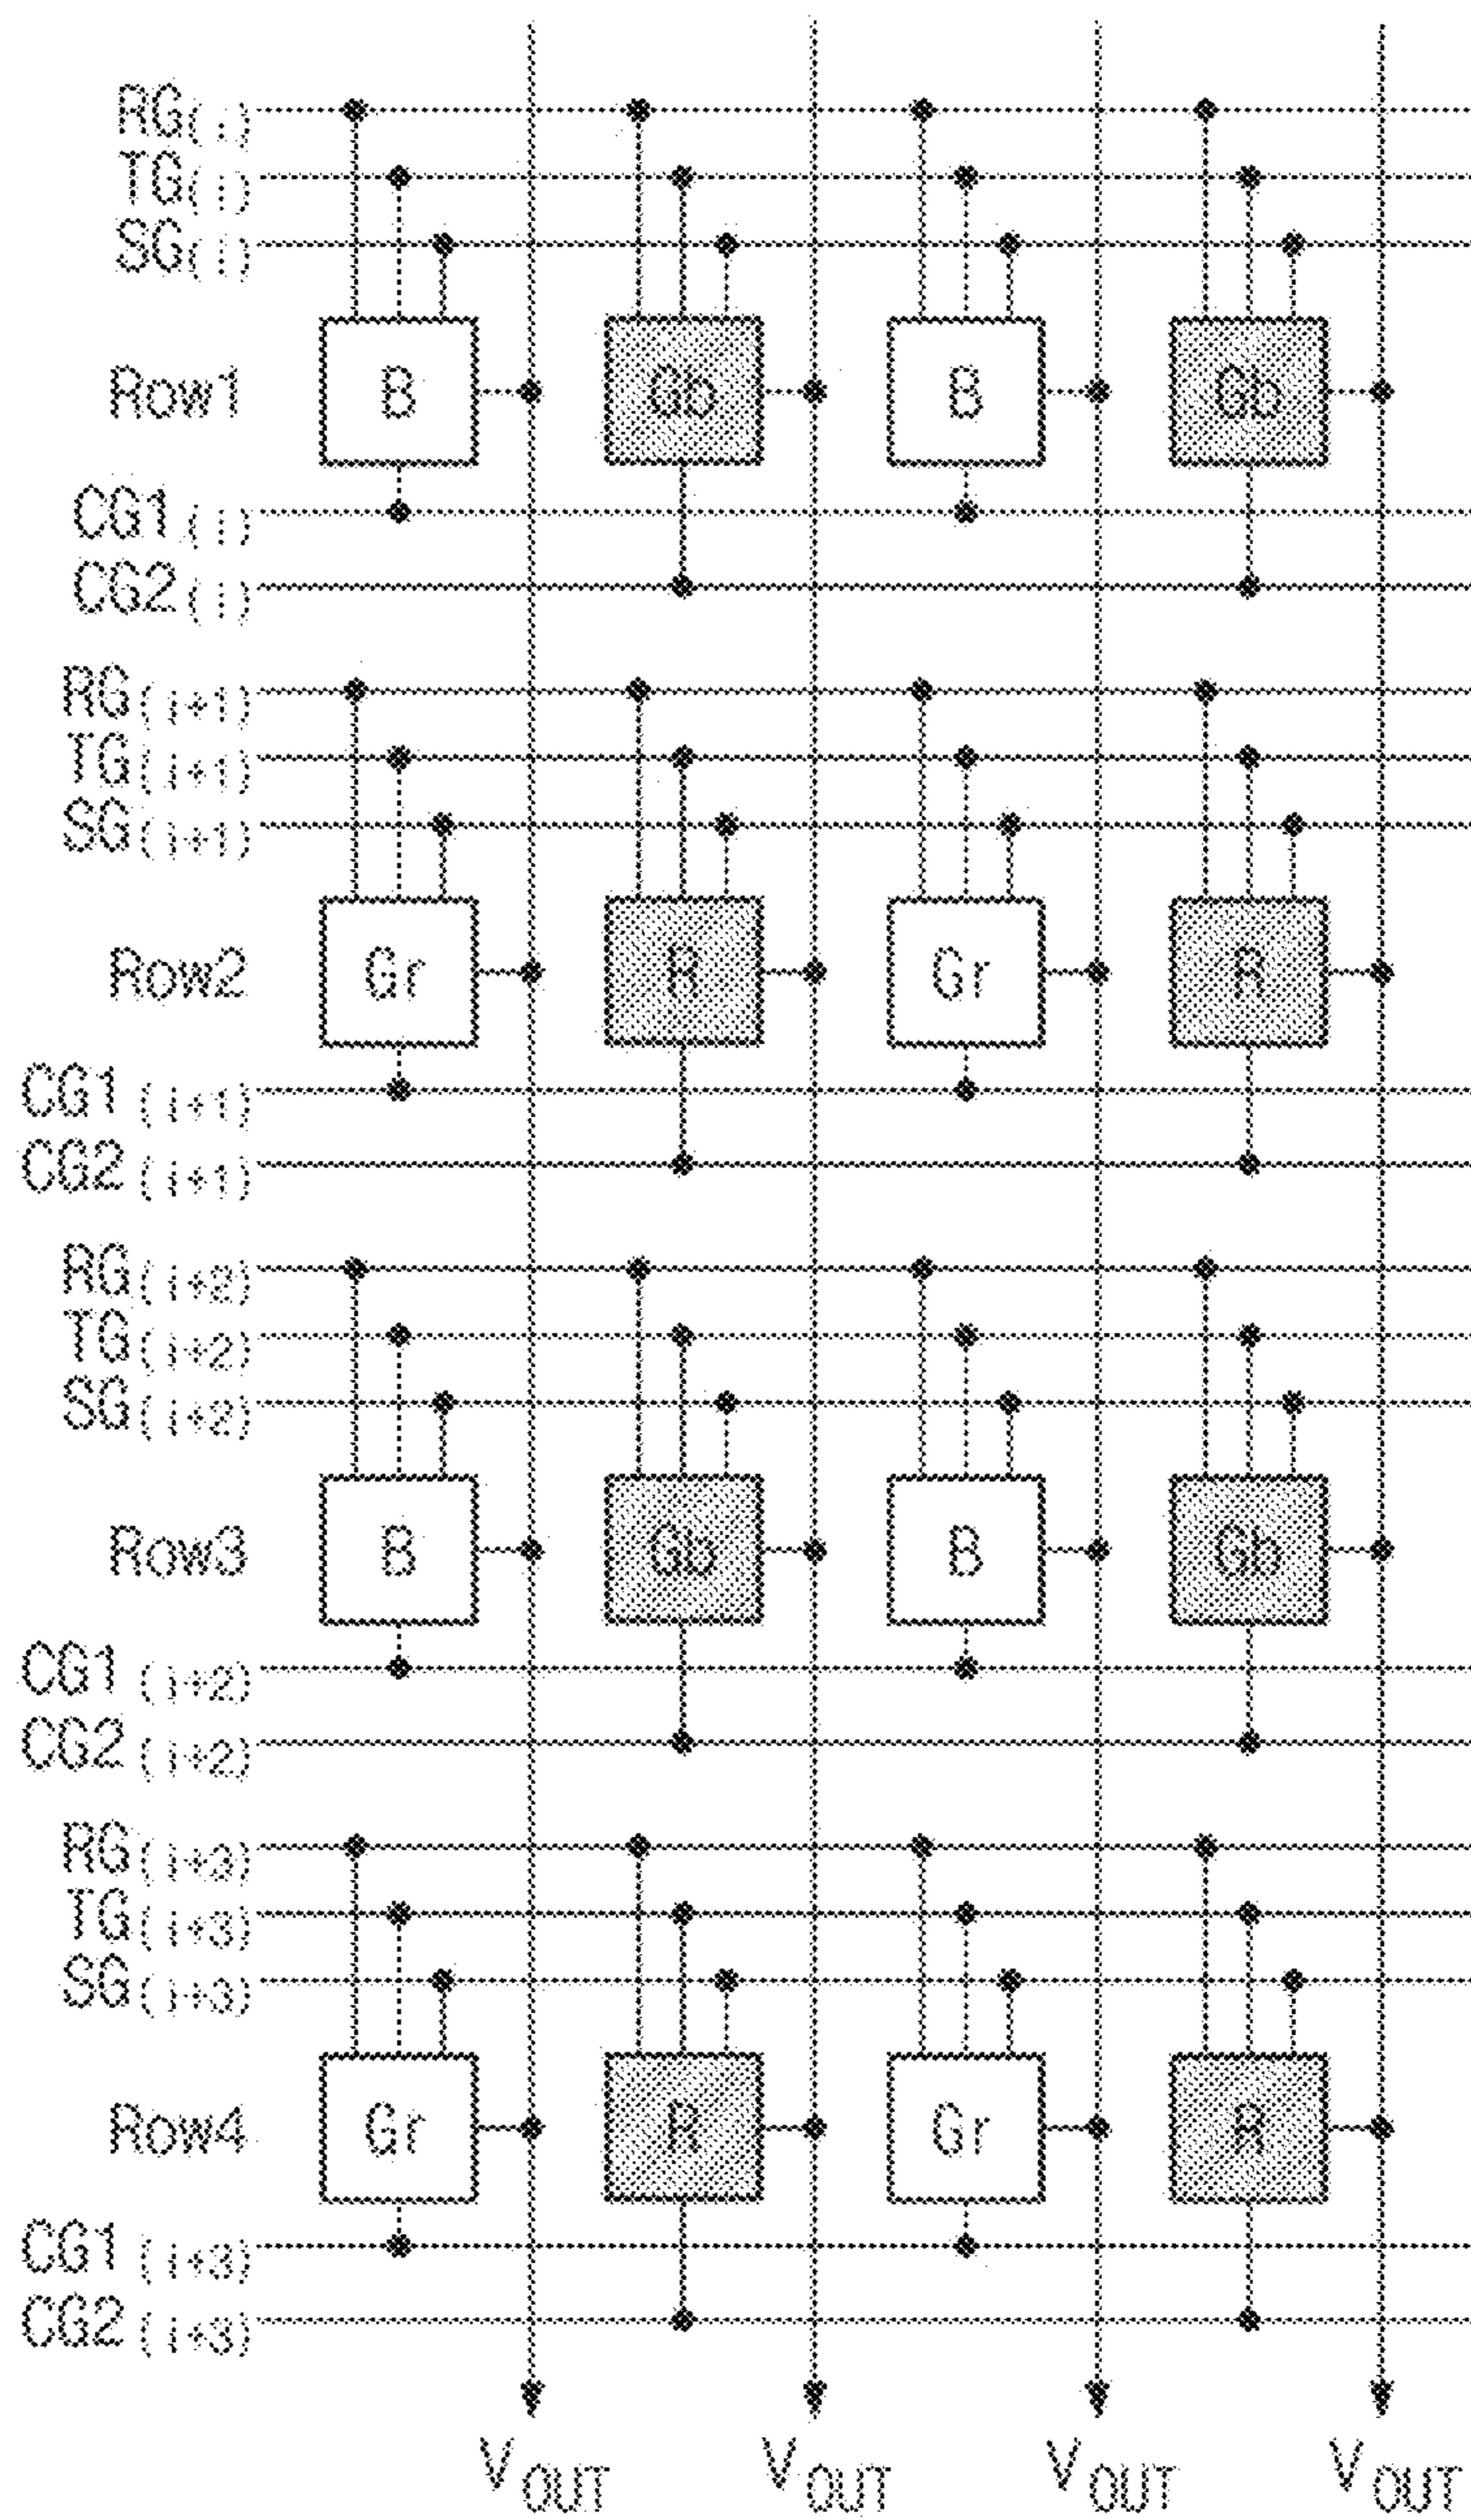 RG(i)
TG(i)
SG(i)
Row1 B Gb B Gb
CG1(i)
CG2(i)
RG(i+1)
TG(i+1)
SG(i+1)
Row2 Gr R Gr R
CG1(i+1)
CG2(i+1)
RG(i+2)
TG(i+2)
SG(i+2)
Row3 B Gb B Gb
CG1(i+2)
CG2(i+2)
RG(i+3)
TG(i+3)
SG(i+3)
Row4 Gr R Gr R
CG1(i+3)
CG2(i+3)
VOUT VOUT VOUT VOUT